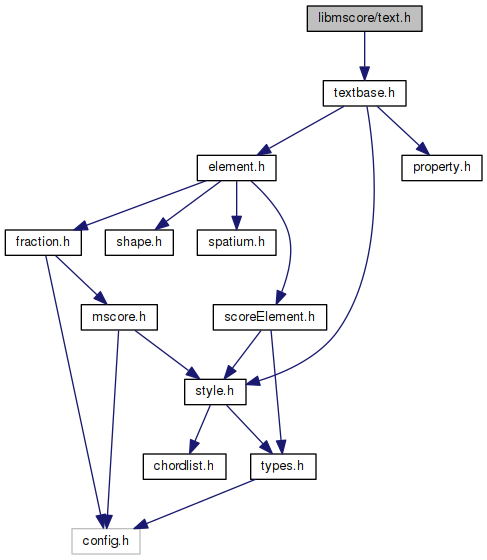 libmscore/text.h
textbase.h
element.h
property.h
fraction.h
shape.h
spatium.h
mscore.h
scoreElement.h
style.h
chordlist.h
types.h
config.h